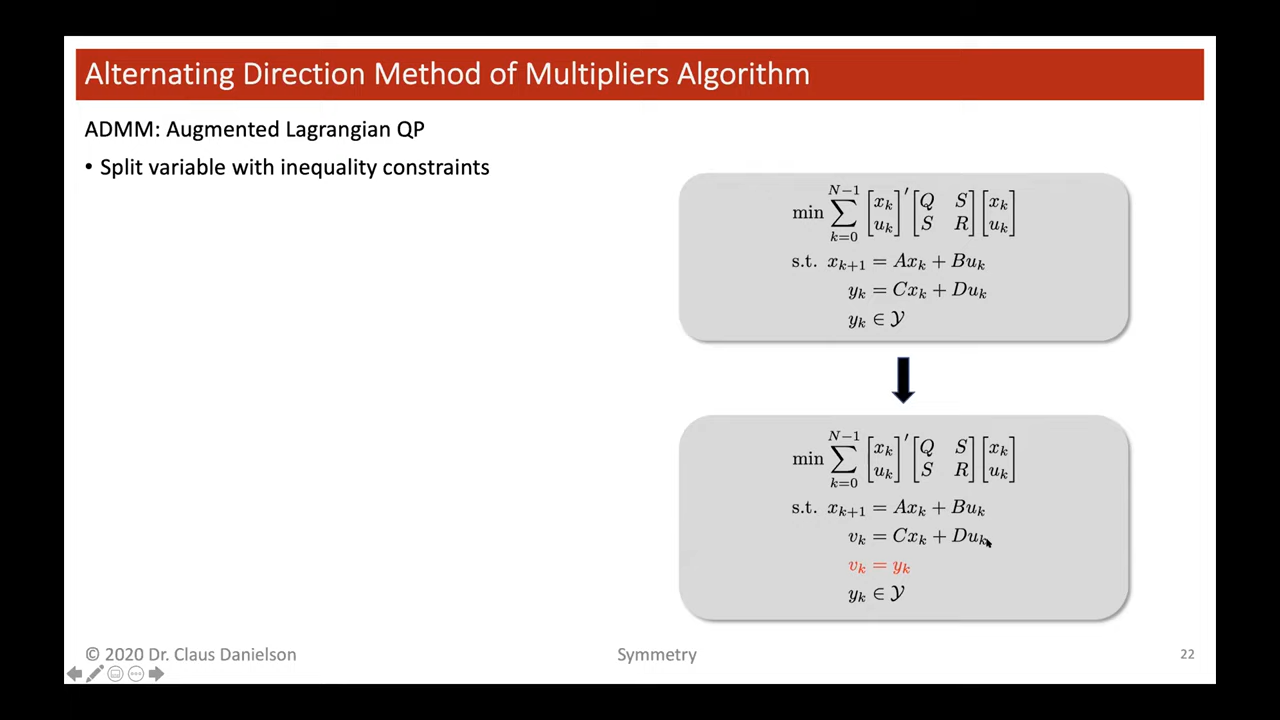 Alternating Direction Method of Multipliers Algorithm
ADMM: Augmented Lagrangian QP
• Split variable with inequality constraints
min ∑_{k=0}^{N−1} [x_k u_k]′ [Q S S R] [x_k u_k]
s.t. x_{k+1} = Ax_k + Bu_k
y_k = Cx_k + Du_k
y_k ∈ 𝒴
min ∑_{k=0}^{N−1} [x_k u_k]′ [Q S S R] [x_k u_k]
s.t. x_{k+1} = Ax_k + Bu_k
v_k = Cx_k + Du_k
v_k = y_k
y_k ∈ 𝒴
© 2020 Dr. Claus Danielson
Symmetry
22